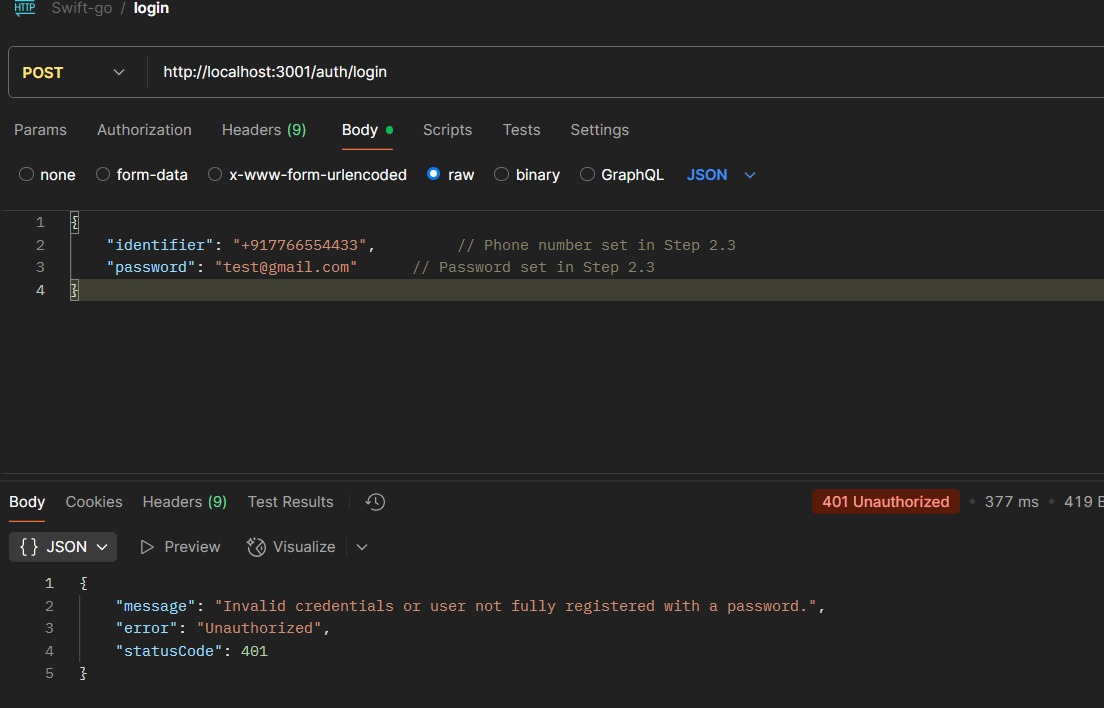 HTTP Swift-go / login
POST http://localhost:3001/auth/login
Params Authorization Headers (9) Body Scripts Tests Settings
none form-data x-www-form-urlencoded raw binary GraphQL JSON
1 {
2 "identifier": "+917766554433", // Phone number set in Step 2.3
3 "password": "test@gmail.com" // Password set in Step 2.3
4 }
Body Cookies Headers (9) Test Results 401 Unauthorized • 377 ms • 419 B
{} JSON Preview Visualize
1 {
2 "message": "Invalid credentials or user not fully registered with a password.",
3 "error": "Unauthorized",
4 "statusCode": 401
5 }